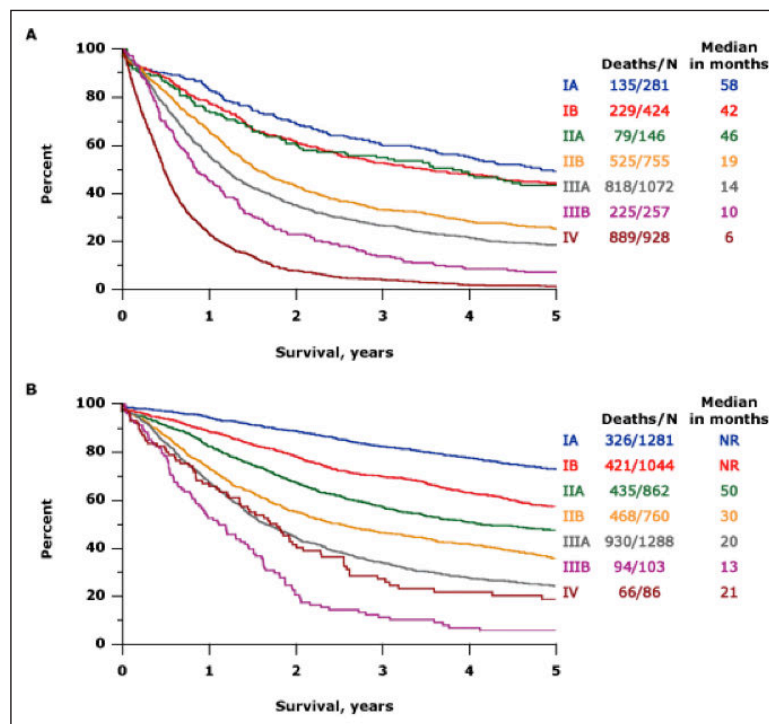 A
Deaths/N Median in months
IA 135/281 58
IB 229/424 42
IIA 79/146 46
IIB 525/755 19
IIIA 818/1072 14
IIIB 225/257 10
IV 889/928 6
Percent
100
80
60
40
20
0
0 1 2 3 4 5
Survival, years
B
Deaths/N Median in months
IA 326/1281 NR
IB 421/1044 NR
IIA 435/862 50
IIB 468/760 30
IIIA 930/1288 20
IIIB 94/103 13
IV 66/86 21
Percent
100
80
60
40
20
0
0 1 2 3 4 5
Survival, years